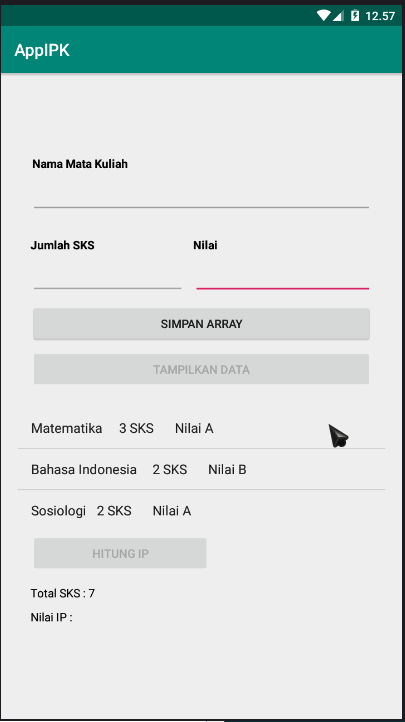 12.57
AppIPK
Nama Mata Kuliah
Jumlah SKS Nilai
SIMPAN ARRAY
TAMPILKAN DATA
Matematika 3 SKS Nilai A
Bahasa Indonesia 2 SKS Nilai B
Sosiologi 2 SKS Nilai A
HITUNG IP
Total SKS : 7
Nilai IP :